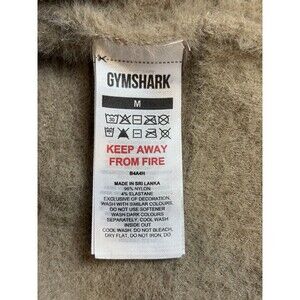 GYMSHARK
M
KEEP AWAY
FROM FIRE
B4A4H
MADE IN SRI LANKA
96% NYLON
4% ELASTANE
EXCLUSIVE OF DECORATION,
WASH WITH SIMILAR COLOURS,
DO NOT USE SOFTENER
WASH DARK COLOURS
SEPARATELY, COOL WASH
INSIDE OUT
COOL WASH, DO NOT BLEACH,
DRY FLAT, DO NOT IRON, DO